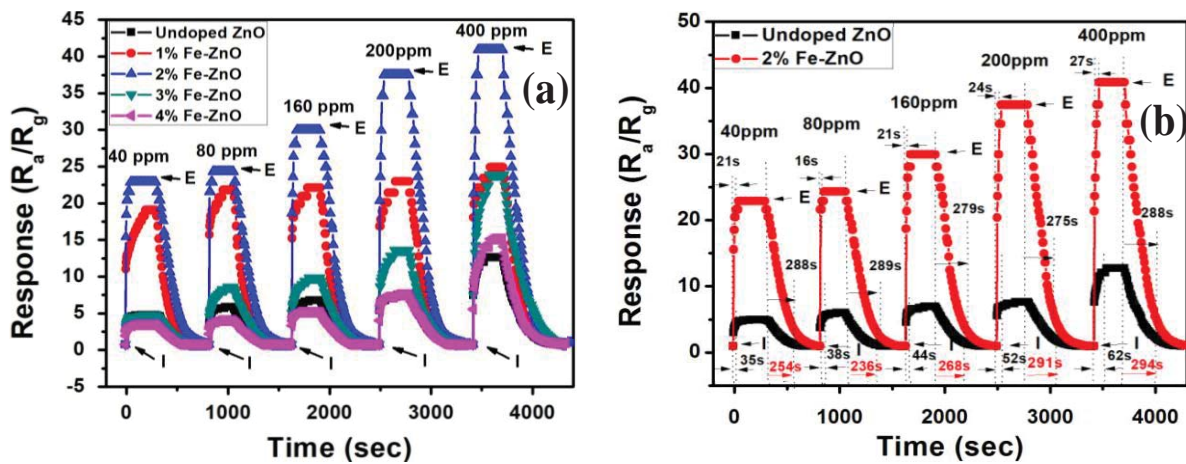 Undoped ZnO
1% Fe-ZnO
2% Fe-ZnO
3% Fe-ZnO
4% Fe-ZnO
(a)
40 ppm
80 ppm
160 ppm
200ppm
400 ppm
E
E
E
E
E
I
I
I
I
I
Response (Ra/Rg)
45
40
35
30
25
20
15
10
5
0
-5
0
1000
2000
3000
4000
Time (sec)
Undoped ZnO
2% Fe-ZnO
(b)
40ppm
80ppm
160ppm
200ppm
400ppm
21s
16s
21s
24s
27s
E
E
E
E
E
288s
289s
279s
275s
288s
I
I
I
I
I
35s
38s
44s
52s
62s
254s
236s
268s
291s
294s
Response (Ra/Rg)
50
40
30
20
10
0
0
1000
2000
3000
4000
Time (sec)